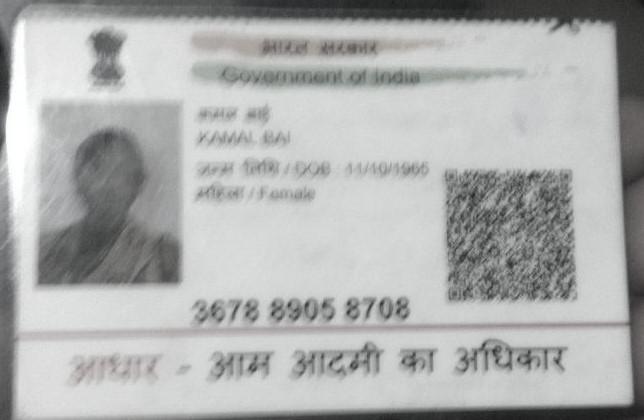 भारत सरकार
Government of India
कमल बाई
KAMAL BAI
जन्म तिथि / DOB : 11/10/1965
महिला / Female
3678 8905 8708
आधार - आम आदमी का अधिकार